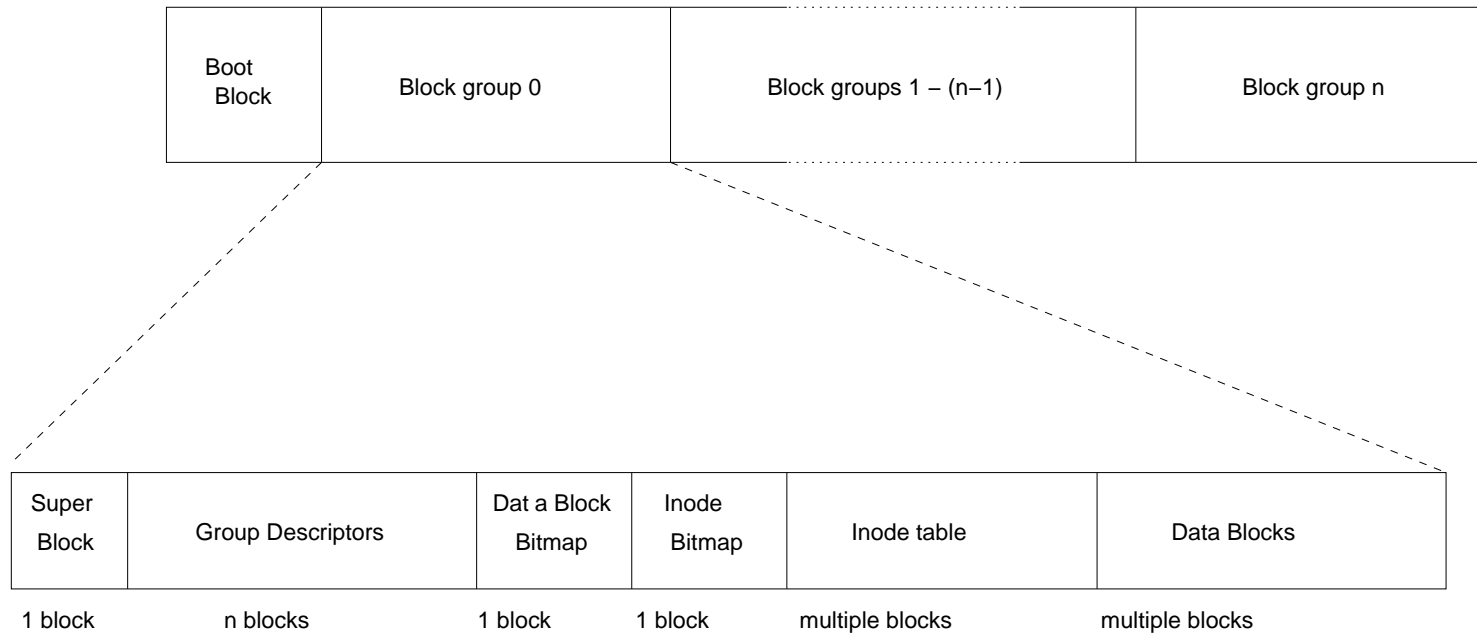 Boot
Block
Block group 0
Block groups 1 – (n–1)
Block group n
Super
Block
Group Descriptors
Dat a Block
Bitmap
Inode
Bitmap
Inode table
Data Blocks
1 block
n blocks
1 block
1 block
multiple blocks
multiple blocks